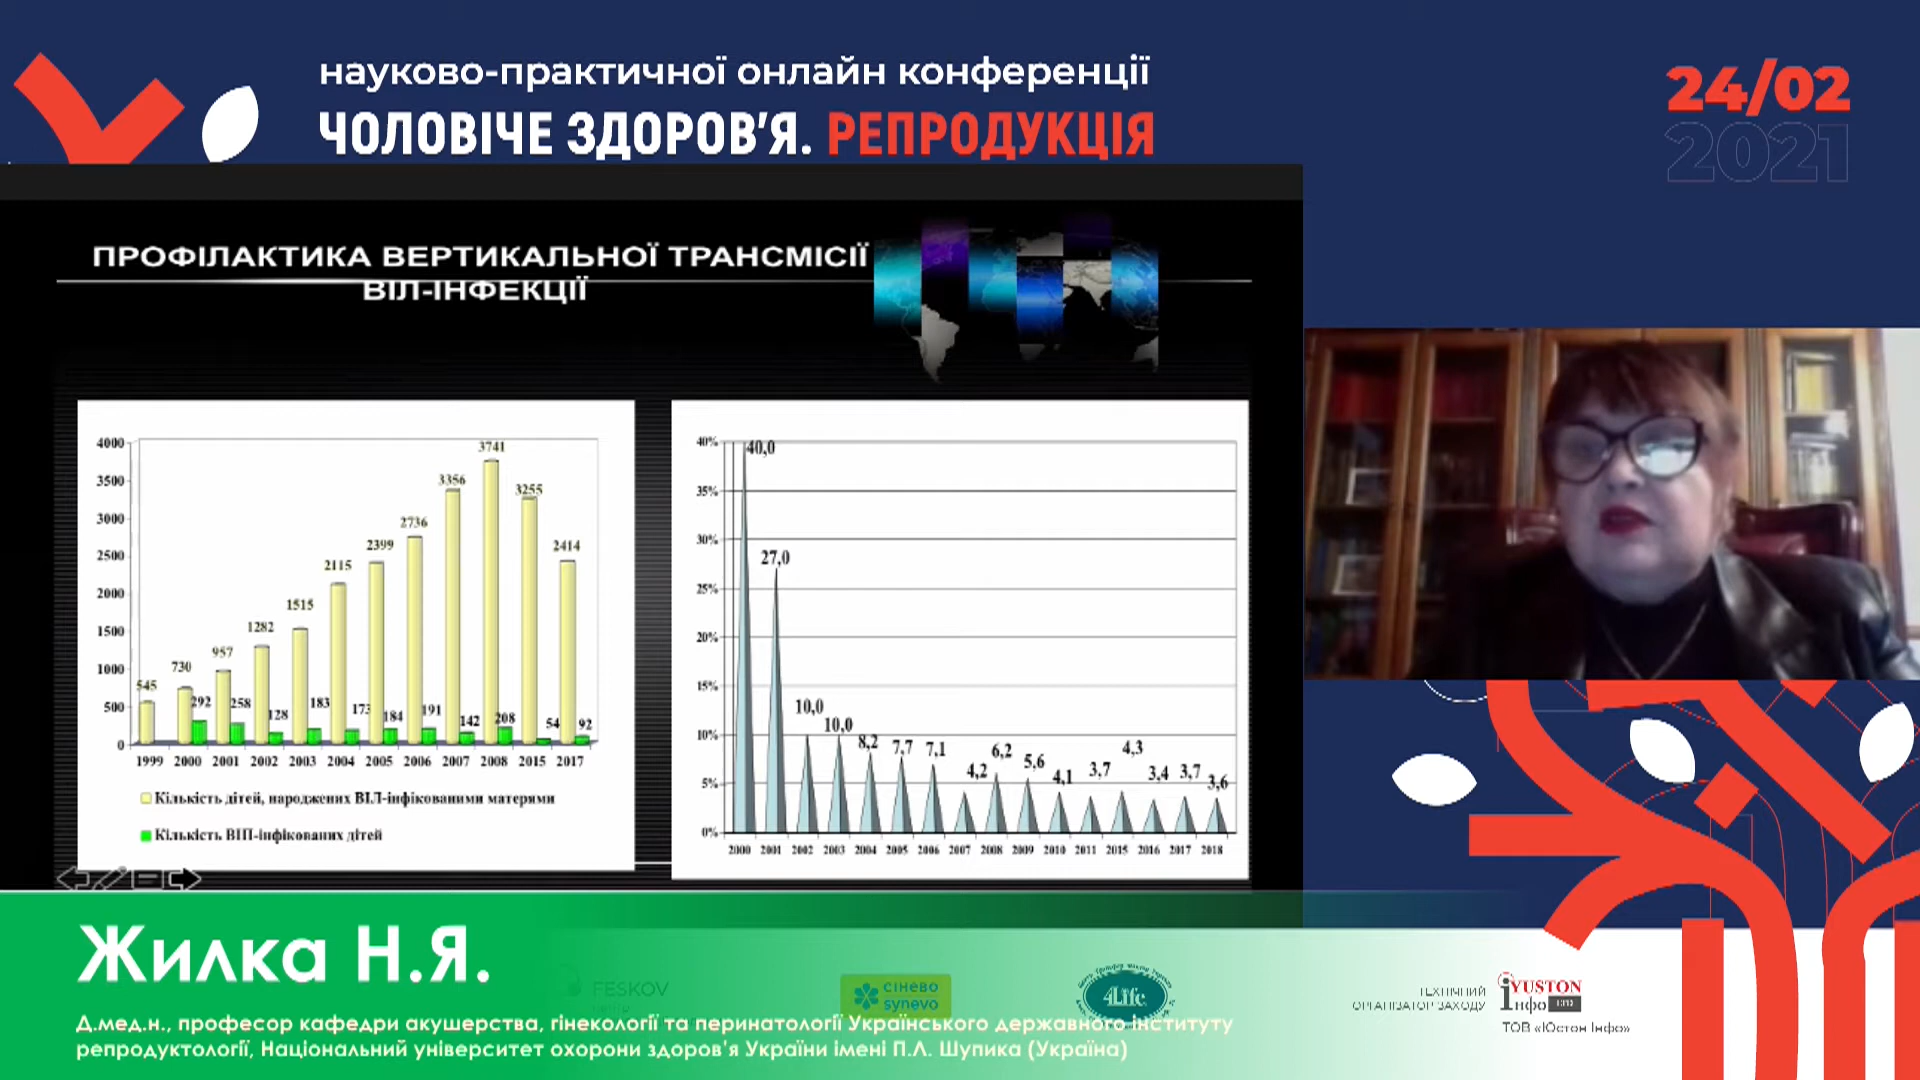 науково-практичної онлайн конференції
ЧОЛОВІЧЕ ЗДОРОВ'Я. РЕПРОДУКЦІЯ
24/02
2021
ПРОФІЛАКТИКА ВЕРТИКАЛЬНОЇ ТРАНСМІСІЇ
ВІЛ-ІНФЕКЦІЇ
4000
3500
3000
2500
2000
1500
1000
500
0
545
730
957
1282
1515
2115
2399
2736
3356
3741
3255
2414
292
258
128
183
173
184
191
142
208
54
92
1999 2000 2001 2002 2003 2004 2005 2006 2007 2008 2015 2017
Кількість дітей, народжених ВІЛ-інфікованими матерями
Кількість ВІП-інфікованих дітей
40%
35%
30%
25%
20%
15%
10%
5%
0%
40,0
27,0
10,0
10,0
8,2
7,7
7,1
4,2
6,2
5,6
4,1
3,7
4,3
3,4
3,7
3,6
2000 2001 2002 2003 2004 2005 2006 2007 2008 2009 2010 2011 2015 2016 2017 2018
Жилка Н.Я.
Д.мед.н., професор кафедри акушерства, гінекології та перинатології Українського державного інституту
репродуктології, Національний університет охорони здоров'я України імені П.Л. Шупика (Україна)
FESKOV
сінево
synevo
4Life
ТЕХНІЧНИЙ
ОРГАНІЗАТОР ЗАХОДУ
YUSTON
Інфо
ТОВ «Юстон Інфо»